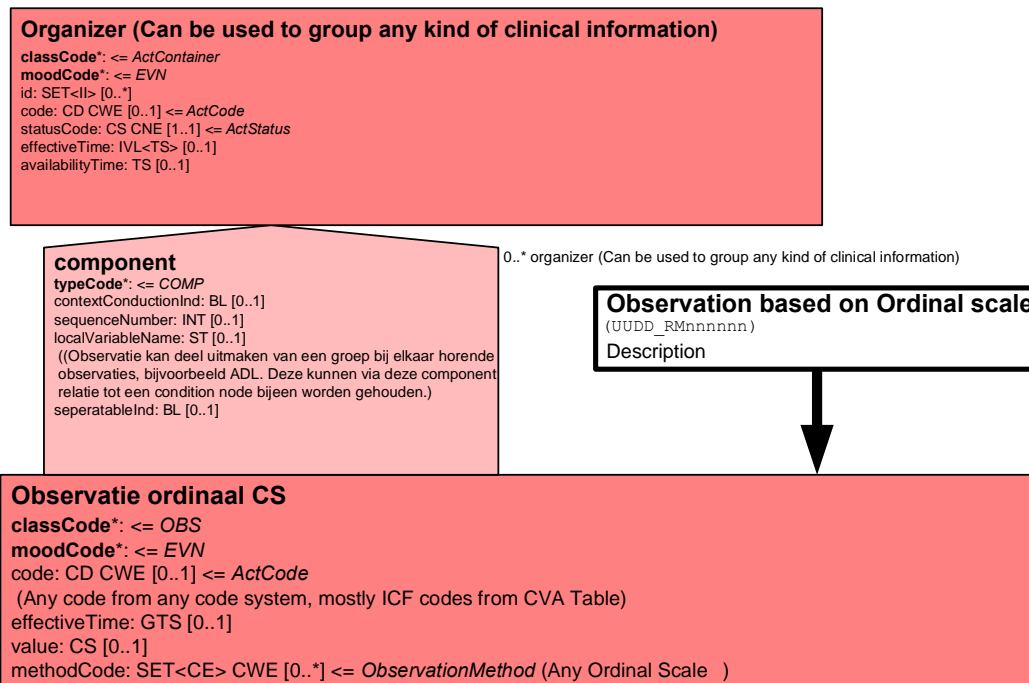 Organizer (Can be used to group any kind of clinical information)
classCode*: <= ActContainer
moodCode*: <= EVN
id: SET<II> [0..*]
code: CD CWE [0..1] <= ActCode
statusCode: CS CNE [1..1] <= ActStatus
effectiveTime: IVL<TS> [0..1]
availabilityTime: TS [0..1]
0..* organizer (Can be used to group any kind of clinical information)
component
typeCode*: <= COMP
contextConductionInd: BL [0..1]
sequenceNumber: INT [0..1]
localVariableName: ST [0..1]
((Observatie kan deel uitmaken van een groep bij elkaar horende
observaties, bijvoorbeeld ADL. Deze kunnen via deze component
relatie tot een condition node bijeen worden gehouden.)
seperatableInd: BL [0..1]
Observation based on Ordinal scale
(UUDD_RMnnnnnn)
Description
Observatie ordinaal CS
classCode*: <= OBS
moodCode*: <= EVN
code: CD CWE [0..1] <= ActCode
(Any code from any code system, mostly ICF codes from CVA Table)
effectiveTime: GTS [0..1]
value: CS [0..1]
methodCode: SET<CE> CWE [0..*] <= ObservationMethod (Any Ordinal Scale )